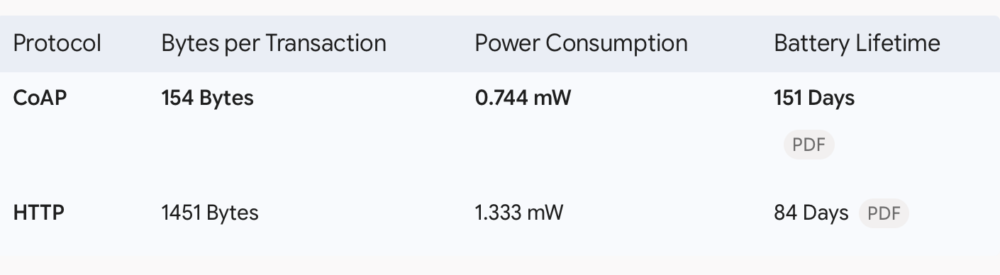 Protocol Bytes per Transaction Power Consumption Battery Lifetime
CoAP 154 Bytes 0.744 mW 151 Days
PDF
HTTP 1451 Bytes 1.333 mW 84 Days PDF